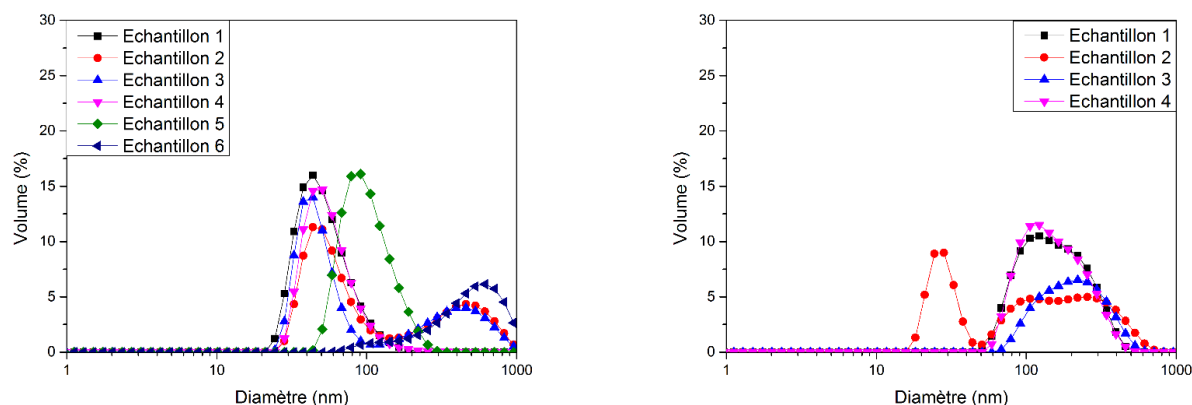 30
25
20
15
10
5
0
Volume (%)
Echantillon 1
Echantillon 2
Echantillon 3
Echantillon 4
Echantillon 5
Echantillon 6
1 10 100 1000
Diamètre (nm)
30
25
20
15
10
5
0
Volume (%)
Echantillon 1
Echantillon 2
Echantillon 3
Echantillon 4
1 10 100 1000
Diamètre (nm)